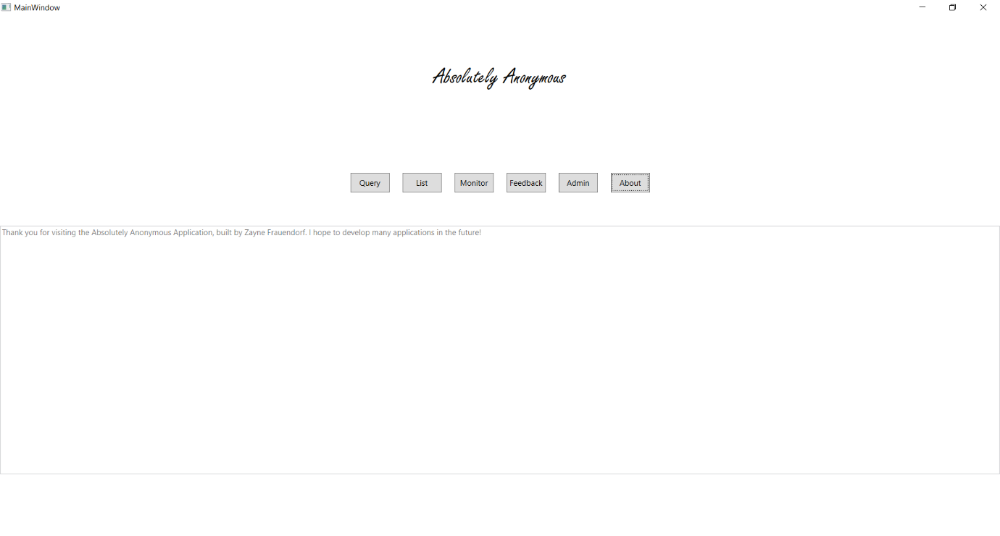 MainWindow
Absolutely Anonymous
Query List Monitor Feedback Admin About
Thank you for visiting the Absolutely Anonymous Application, built by Zayne Frauendorf. I hope to develop many applications in the future!